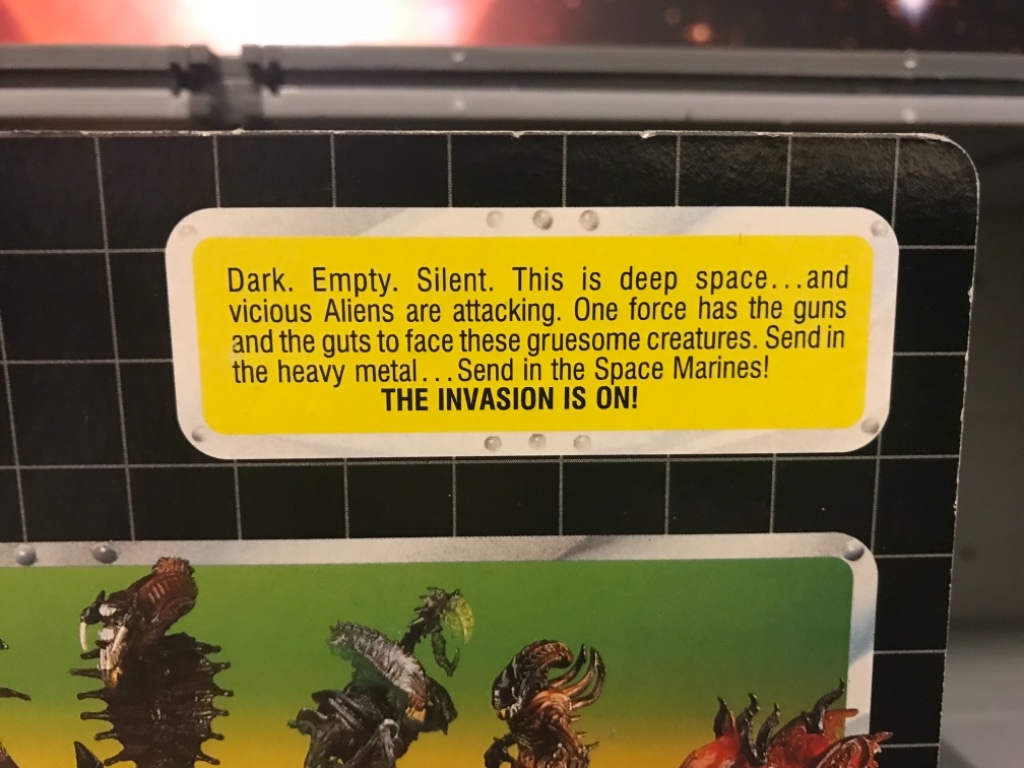 Dark. Empty. Silent. This is deep space...and
vicious Aliens are attacking. One force has the guns
and the guts to face these gruesome creatures. Send in
the heavy metal...Send in the Space Marines!
THE INVASION IS ON!